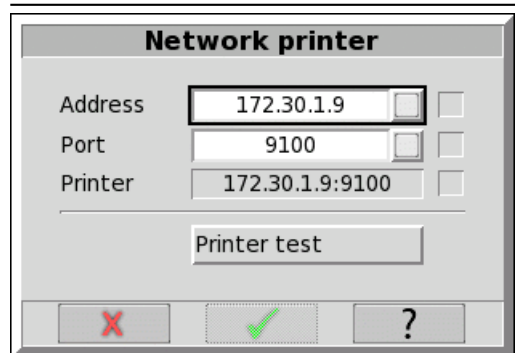 Network printer
Address 172.30.1.9
Port 9100
Printer 172.30.1.9:9100
Printer test
?